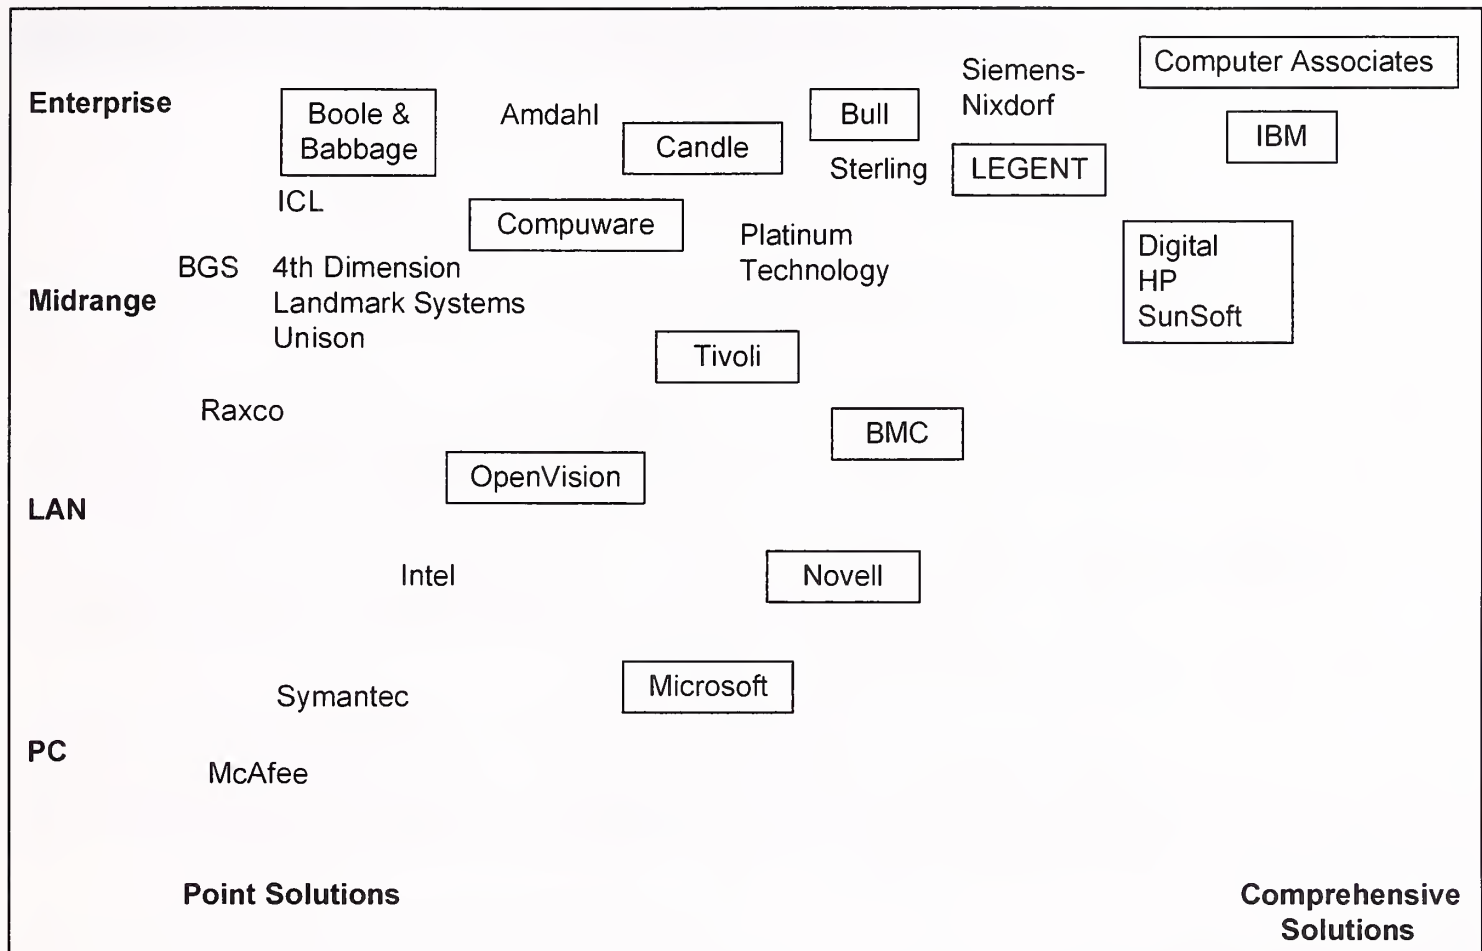 Enterprise
Boole &
Babbage
Amdahl
Candle
Bull
Siemens-
Nixdorf
Computer Associates
IBM
Sterling
LEGENT
ICL
Compuware
Platinum
Technology
Digital
HP
SunSoft
BGS
4th Dimension
Landmark Systems
Unison
Midrange
Tivoli
Raxco
BMC
OpenVision
LAN
Intel
Novell
Symantec
Microsoft
PC
McAfee
Point Solutions
Comprehensive
Solutions